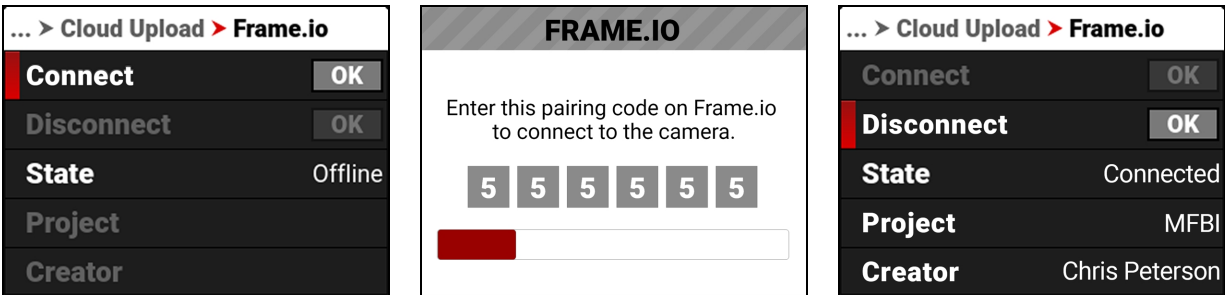 ... ➤ Cloud Upload ➤ Frame.io
Connect OK
Disconnect OK
State Offline
Project
Creator
FRAME.IO
Enter this pairing code on Frame.io
to connect to the camera.
5 5 5 5 5 5
... ➤ Cloud Upload ➤ Frame.io
Connect OK
Disconnect OK
State Connected
Project MFBI
Creator Chris Peterson